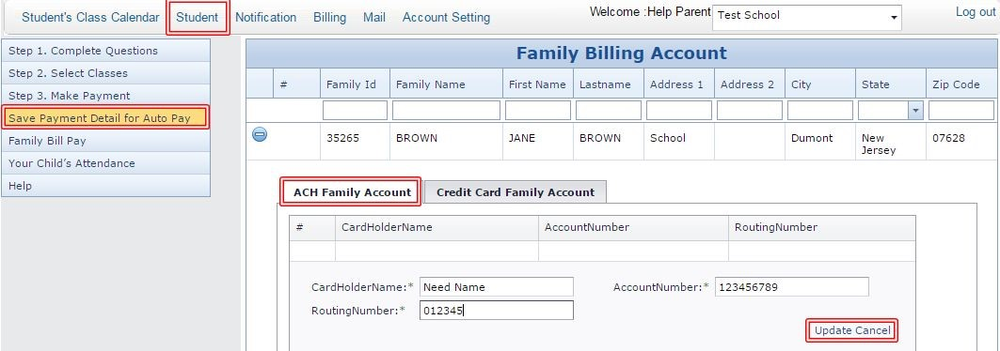 Student's Class Calendar Student Notification Billing Mail Account Setting Welcome :Help Parent Test School Log out
Step 1. Complete Questions
Step 2. Select Classes
Step 3. Make Payment
Save Payment Detail for Auto Pay
Family Bill Pay
Your Child's Attendance
Help
Family Billing Account
# Family Id Family Name First Name Lastname Address 1 Address 2 City State Zip Code
35265 BROWN JANE BROWN School Dumont New Jersey 07628
ACH Family Account Credit Card Family Account
# CardHolderName AccountNumber RoutingNumber
CardHolderName:* Need Name AccountNumber:* 123456789
RoutingNumber:* 012345
Update Cancel